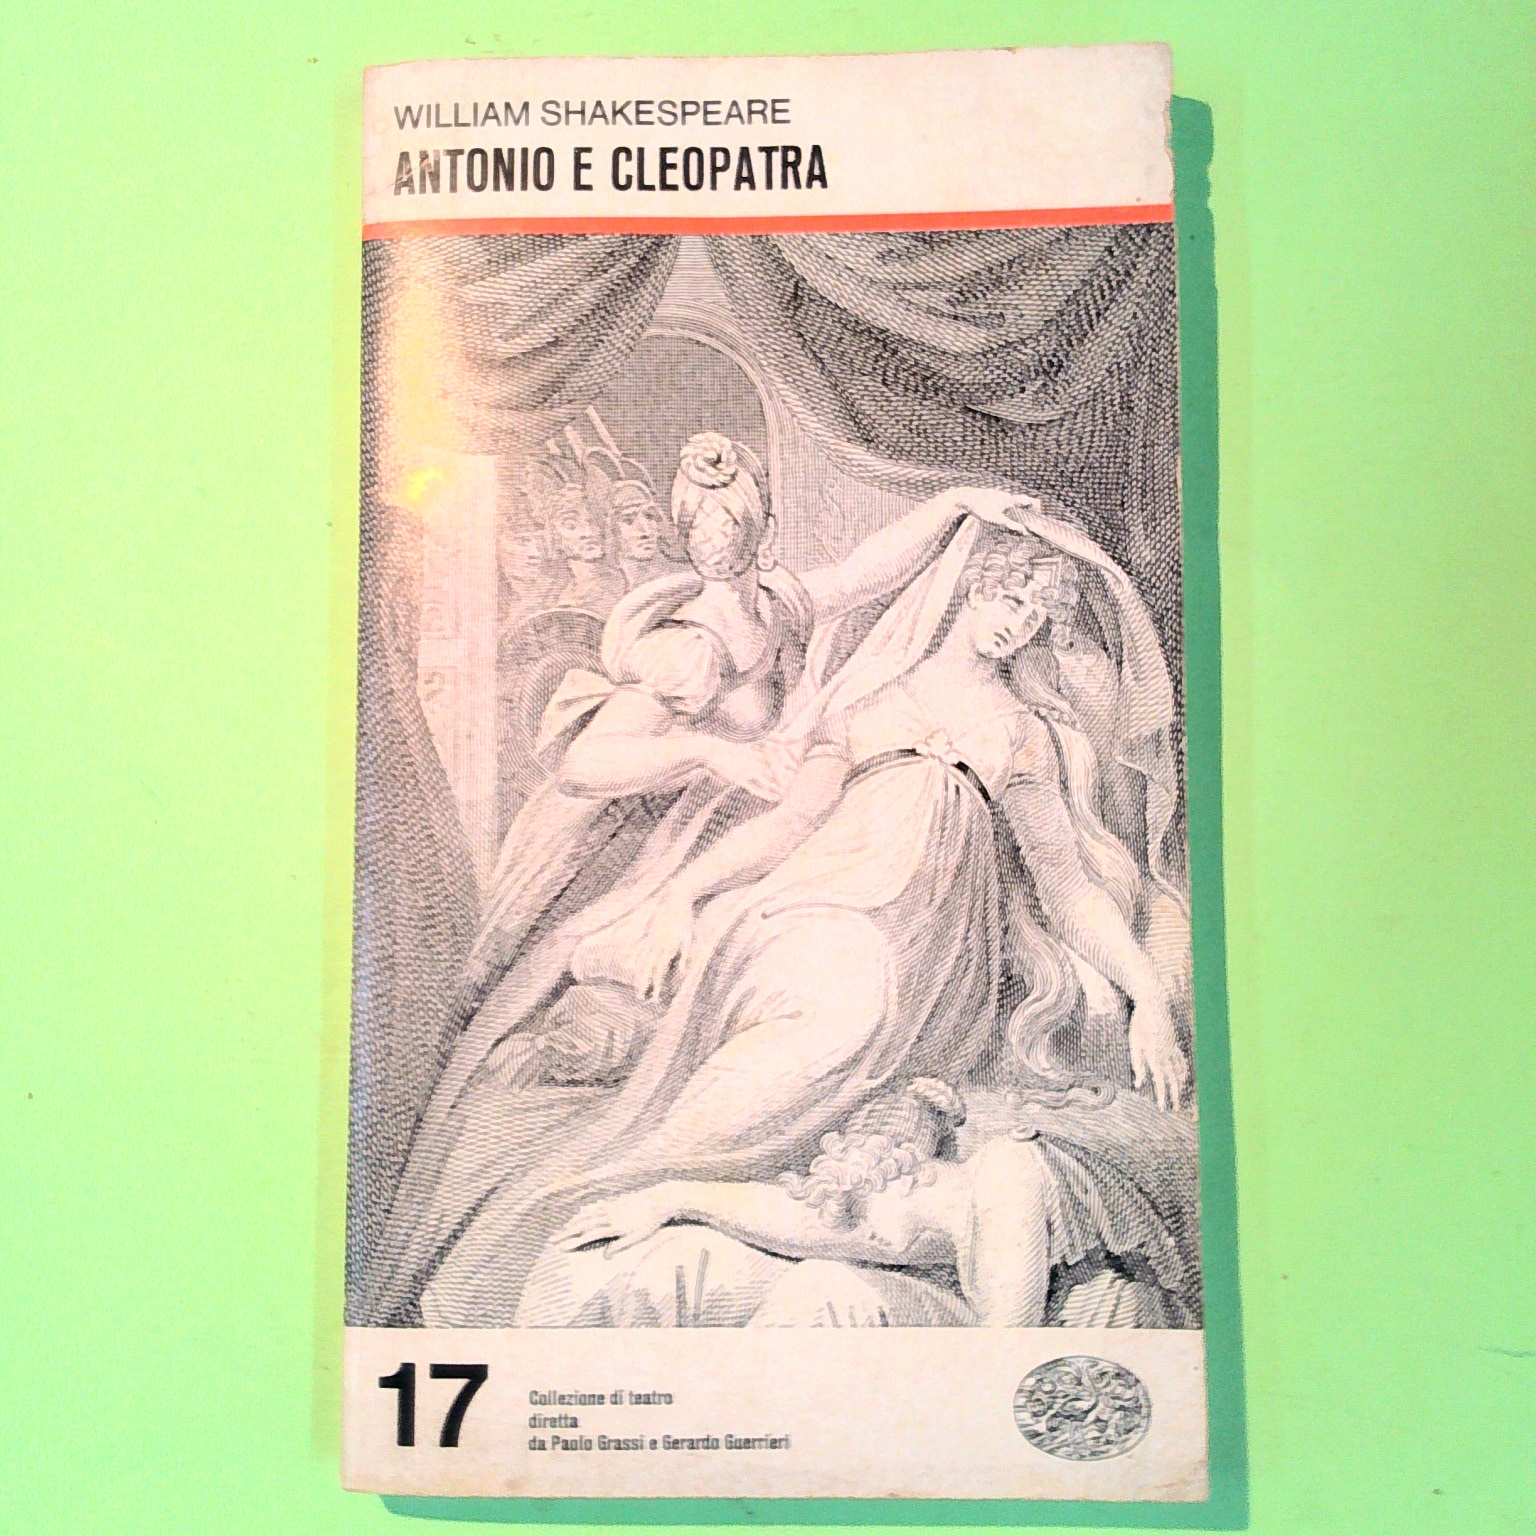 WILLIAM SHAKESPEARE
ANTONIO E CLEOPATRA
17
Collezione di teatro
diretta
da Paolo Grassi e Gerardo Guerrieri